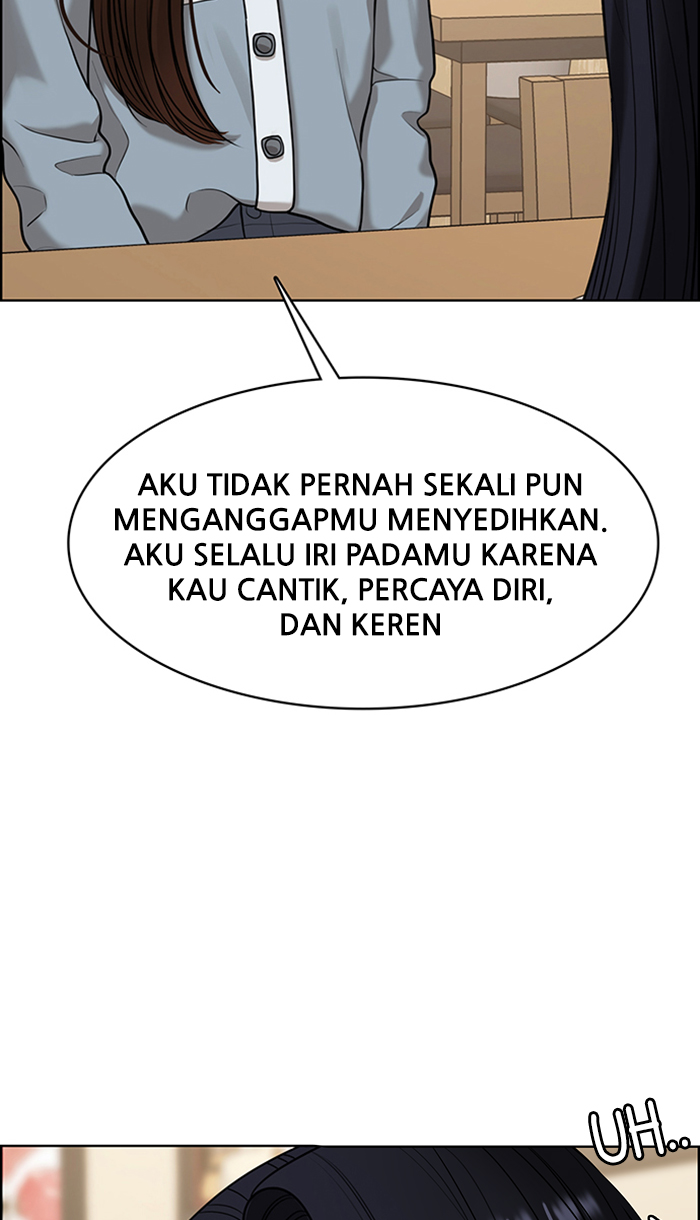 AKU TIDAK PERNAH SEKALI PUN
MENGANGGAPMU MENYEDIHKAN.
AKU SELALU IRI PADAMU KARENA
KAU CANTIK, PERCAYA DIRI,
DAN KEREN
UH..